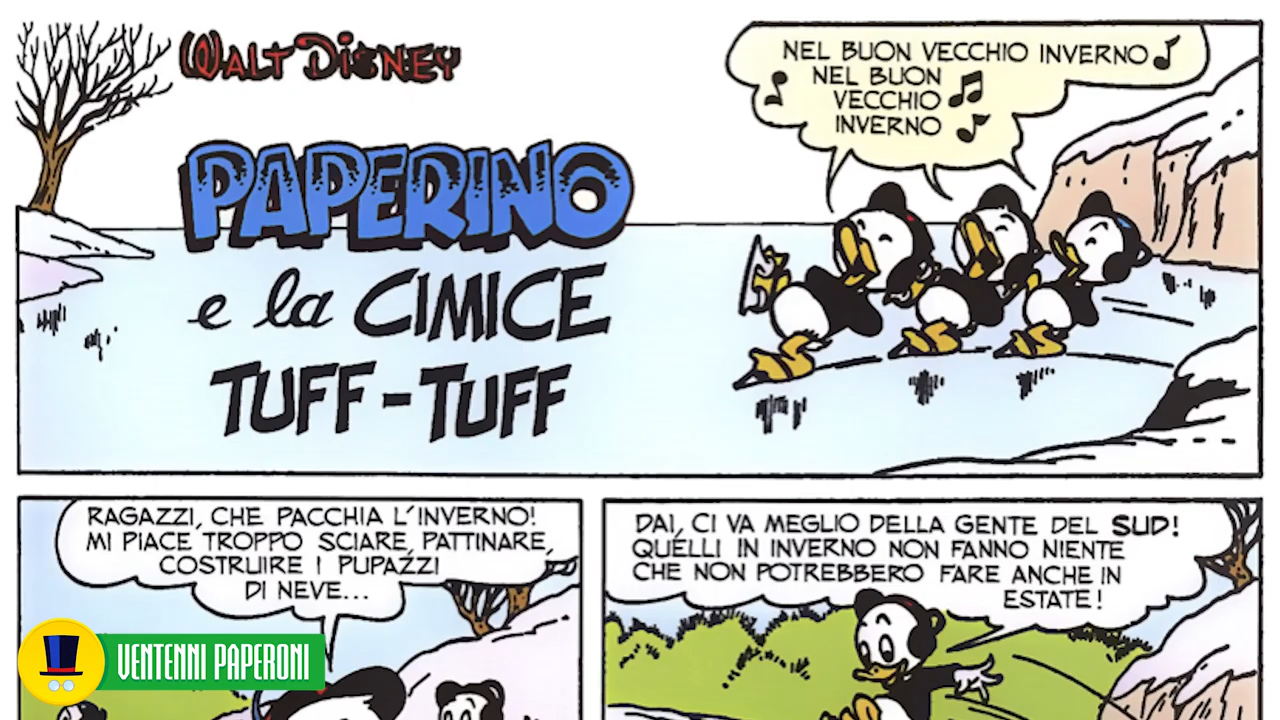 WALT DISNEY
PAPERINO
e la CIMICE
TUFF-TUFF
NEL BUON VECCHIO INVERNO
NEL BUON
VECCHIO
INVERNO
RAGAZZI, CHE PACCHIA L'INVERNO!
MI PIACE TROPPO SCIARE, PATTINARE,
COSTRUIRE I PUPAZZI
DI NEVE...
DAI, CI VA MEGLIO DELLA GENTE DEL SUD!
QUELLI IN INVERNO NON FANNO NIENTE
CHE NON POTREBBERO FARE ANCHE IN
ESTATE!
VENTENNI PAPERONI